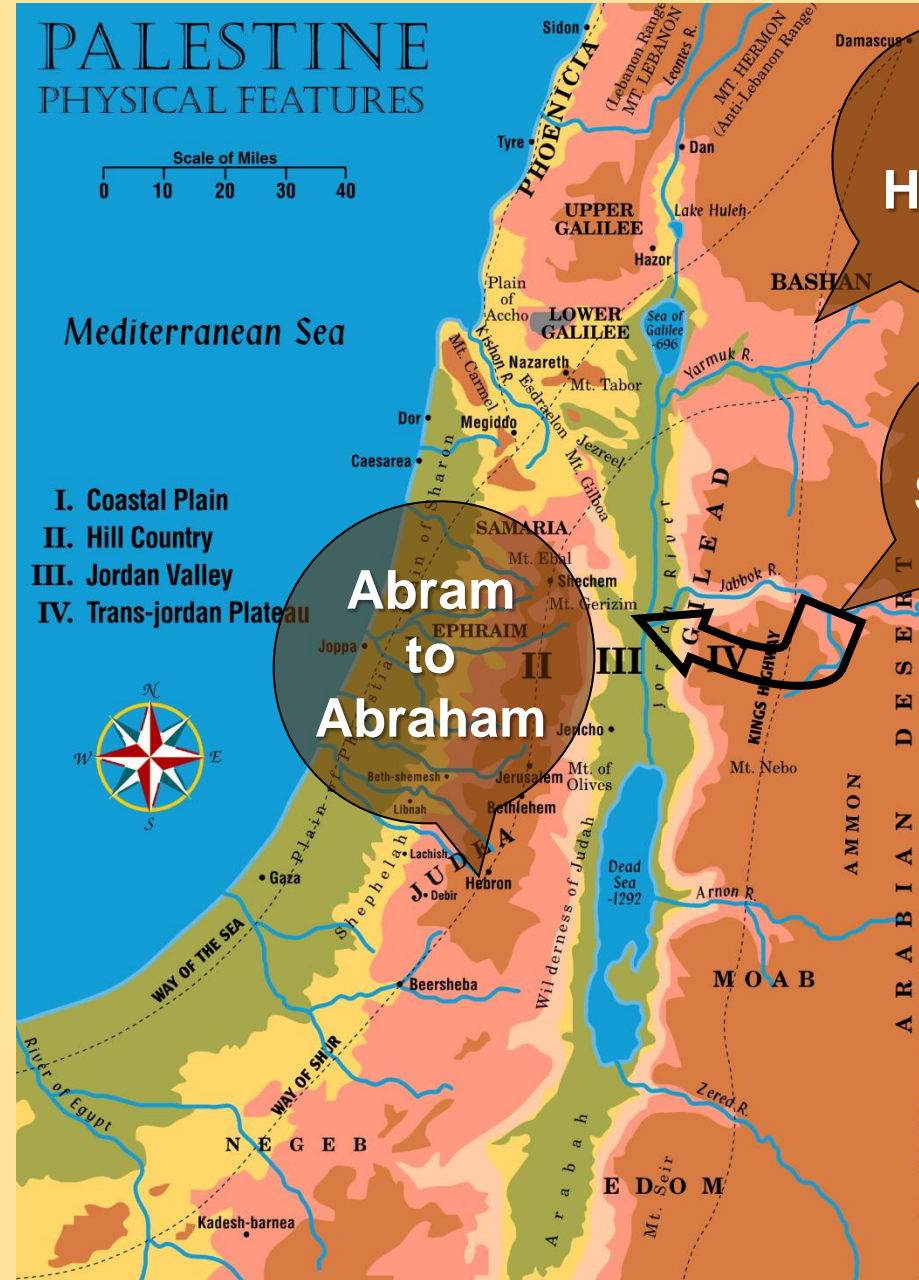 PALESTINE
PHYSICAL FEATURES
Scale of Miles
0 10 20 30 40
Sidon
(Lebanon Range)
MT. LEBANON
Leontes R.
MT. HERMON
(Anti-Lebanon Range)
Damascus
PHOENICIA
Tyre
Dan
H
UPPER
GALILEE
Lake Huleh
Hazor
BASHAN
Plain
of
Accho
LOWER
GALILEE
Sea of
Galilee
-696
Mediterranean Sea
Kishon R.
Mt. Carmel
Nazareth
Mt. Tabor
Yarmuk R.
Esdraelon
Dor
Megiddo
Jezreel
Caesarea
Mt. Gilboa
Plain of Sharon
I. Coastal Plain
II. Hill Country
III. Jordan Valley
IV. Trans-jordan Plateau
S
SAMARIA
Mt. Ebal
Shechem
Mt. Gerizim
Jordan River
GILEAD
Jabbok R.
Abram
to
Abraham
EPHRAIM
Joppa
II
III
IV
KINGS HIGHWAY
ARABIAN DESERT
N
W
E
S
Plain of Philistia
Jericho
Beth-shemesh
Jerusalem
Mt. of
Olives
Mt. Nebo
Libnah
Bethlehem
AMMON
Lachish
JUDEA
Hebron
Debir
Gaza
Shephelah
Wilderness of Judah
Dead
Sea
-1292
Arnon R.
WAY OF THE SEA
Beersheba
MOAB
River of Egypt
WAY OF SHUR
Zered R.
NEGEB
Arabah
EDOM
Mt. Seir
Kadesh-barnea